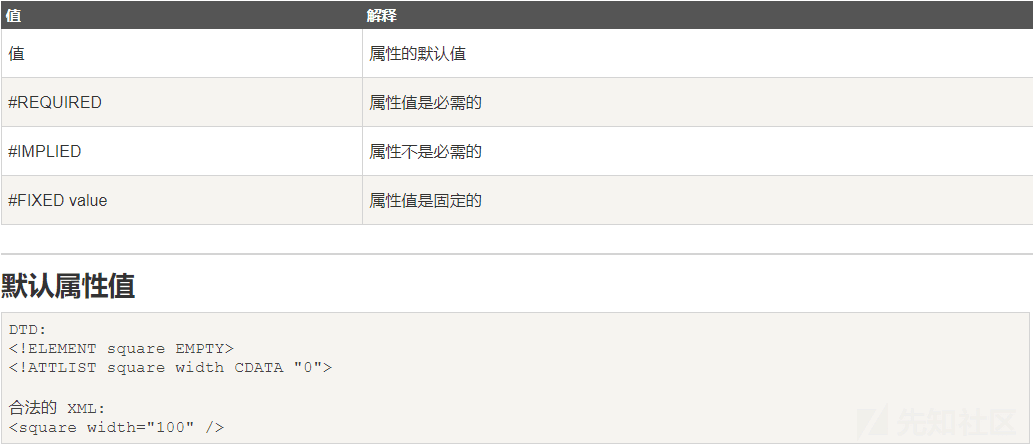 值 解释
值 属性的默认值
#REQUIRED 属性值是必需的
#IMPLIED 属性不是必需的
#FIXED value 属性值是固定的
默认属性值
DTD:
<!ELEMENT square EMPTY>
<!ATTLIST square width CDATA "0">
合法的 XML:
<square width="100" />
先知社区